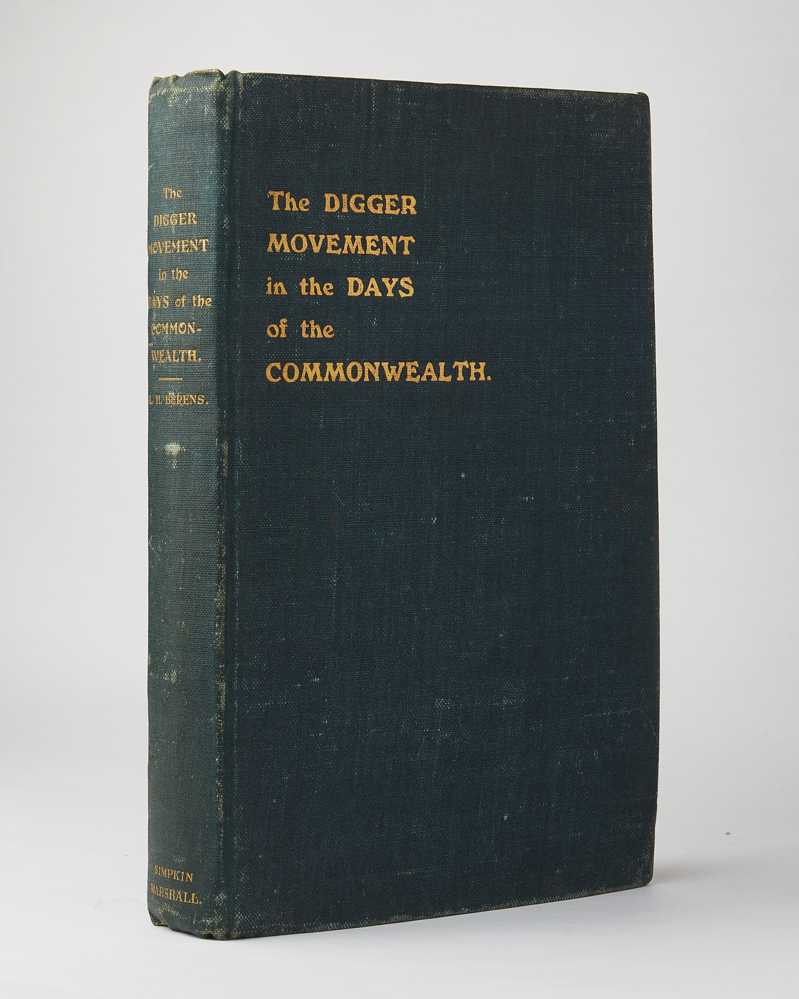 The
DIGGER
MOVEMENT
in the
DAYS of the
COMMON-
WEALTH.
L. H. BERENS.
SIMPKIN
MARSHALL.
The DIGGER
MOVEMENT
in the DAYS
of the
COMMONWEALTH.